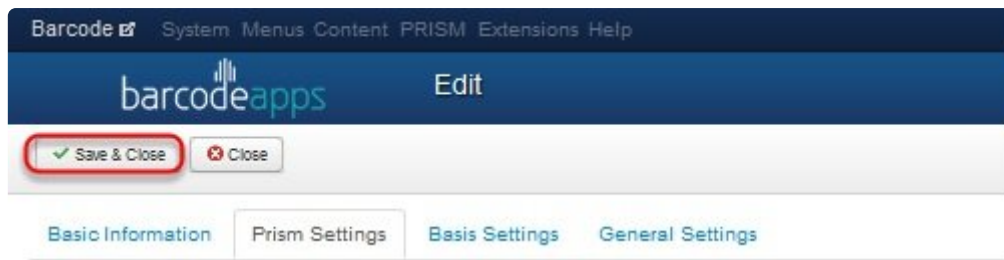 Barcode System Menus Content PRISM Extensions Help
barcodeapps Edit
Save & Close Close
Basic Information Prism Settings Basis Settings General Settings